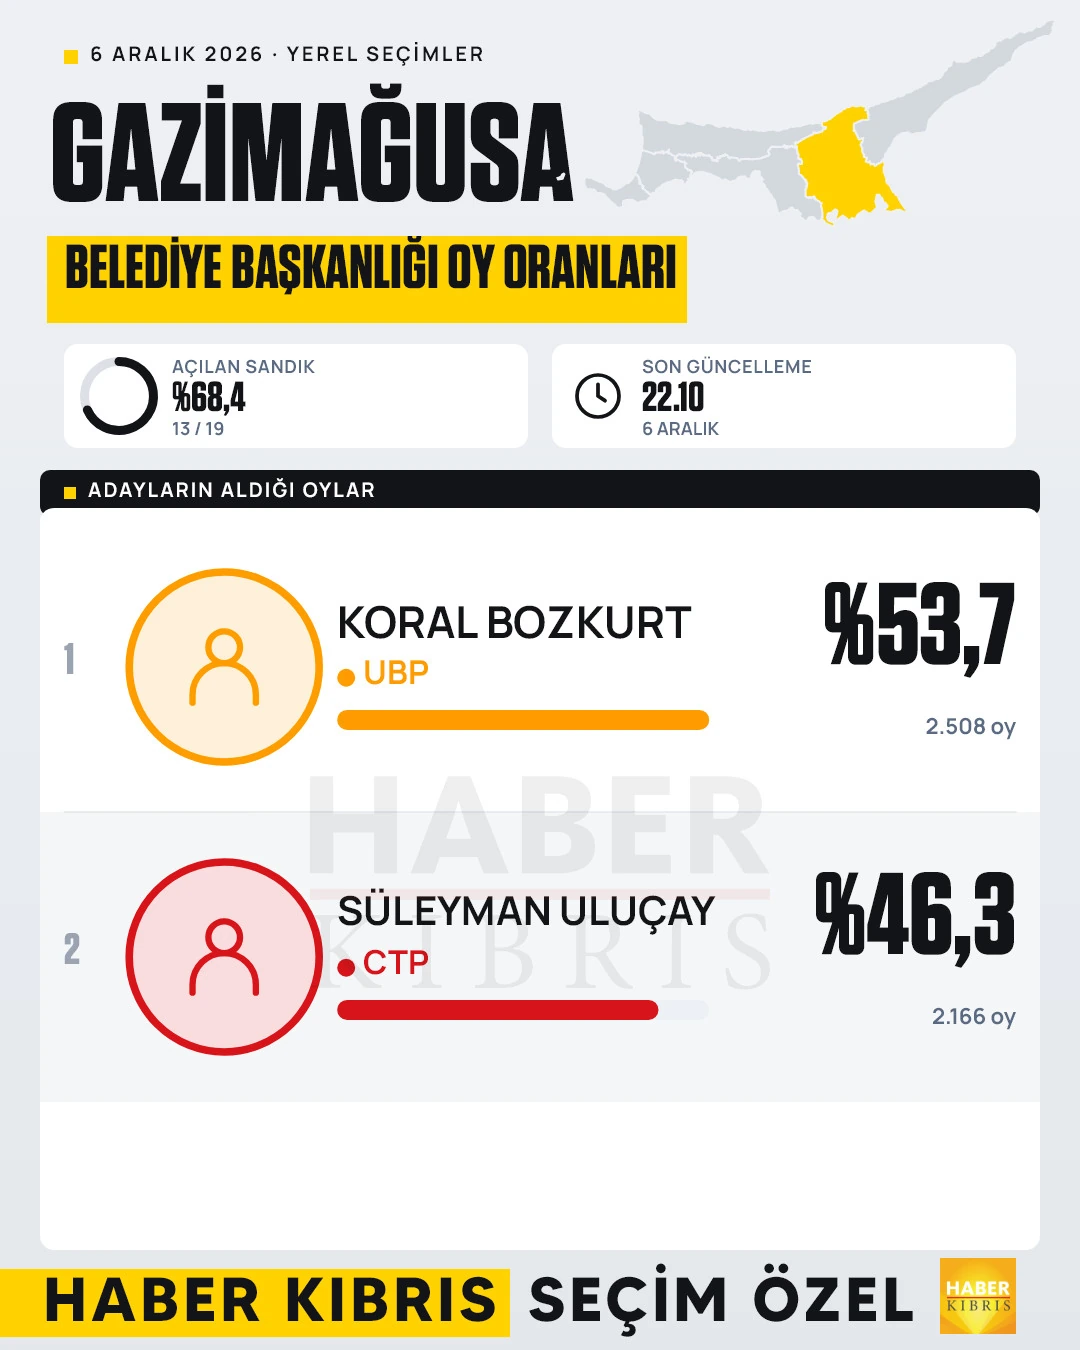 6 ARALIK 2026 · YEREL SEÇİMLER
GAZİMAĞUSA
BELEDİYE BAŞKANLIĞI OY ORANLARI
AÇILAN SANDIK
%68,4
13 / 19
SON GÜNCELLEME
22.10
6 ARALIK
ADAYLARIN ALDIĞI OYLAR
1
KORAL BOZKURT
UBP
%53,7
2.508 oy
HABER
KIBRIS
2
SÜLEYMAN ULUÇAY
CTP
%46,3
2.166 oy
HABER KIBRIS SEÇİM ÖZEL
HABER
KIBRIS